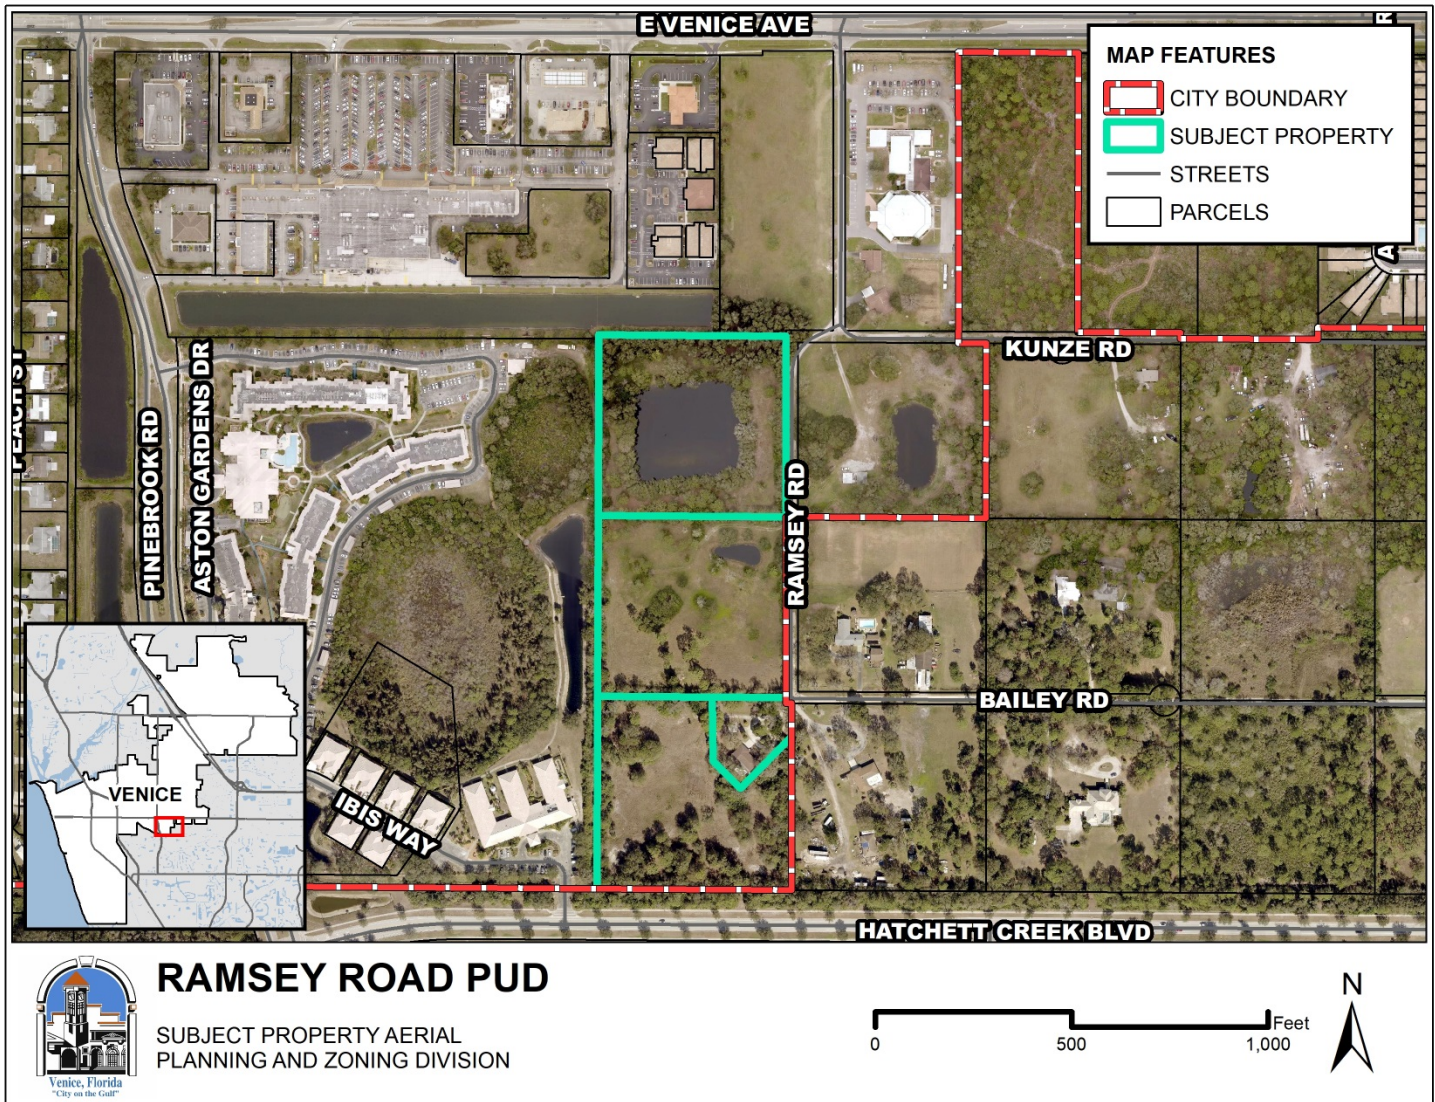 E VENICE AVE
MAP FEATURES
CITY BOUNDARY
SUBJECT PROPERTY
STREETS
PARCELS
KUNZE RD
PEACH ST
PINEBROOK RD
ASTON GARDENS DR
RAMSEY RD
BAILEY RD
VENICE
IBIS WAY
HATCHETT CREEK BLVD
RAMSEY ROAD PUD
SUBJECT PROPERTY AERIAL
PLANNING AND ZONING DIVISION
Venice, Florida
"City on the Gulf"
0 500 1,000
Feet
N